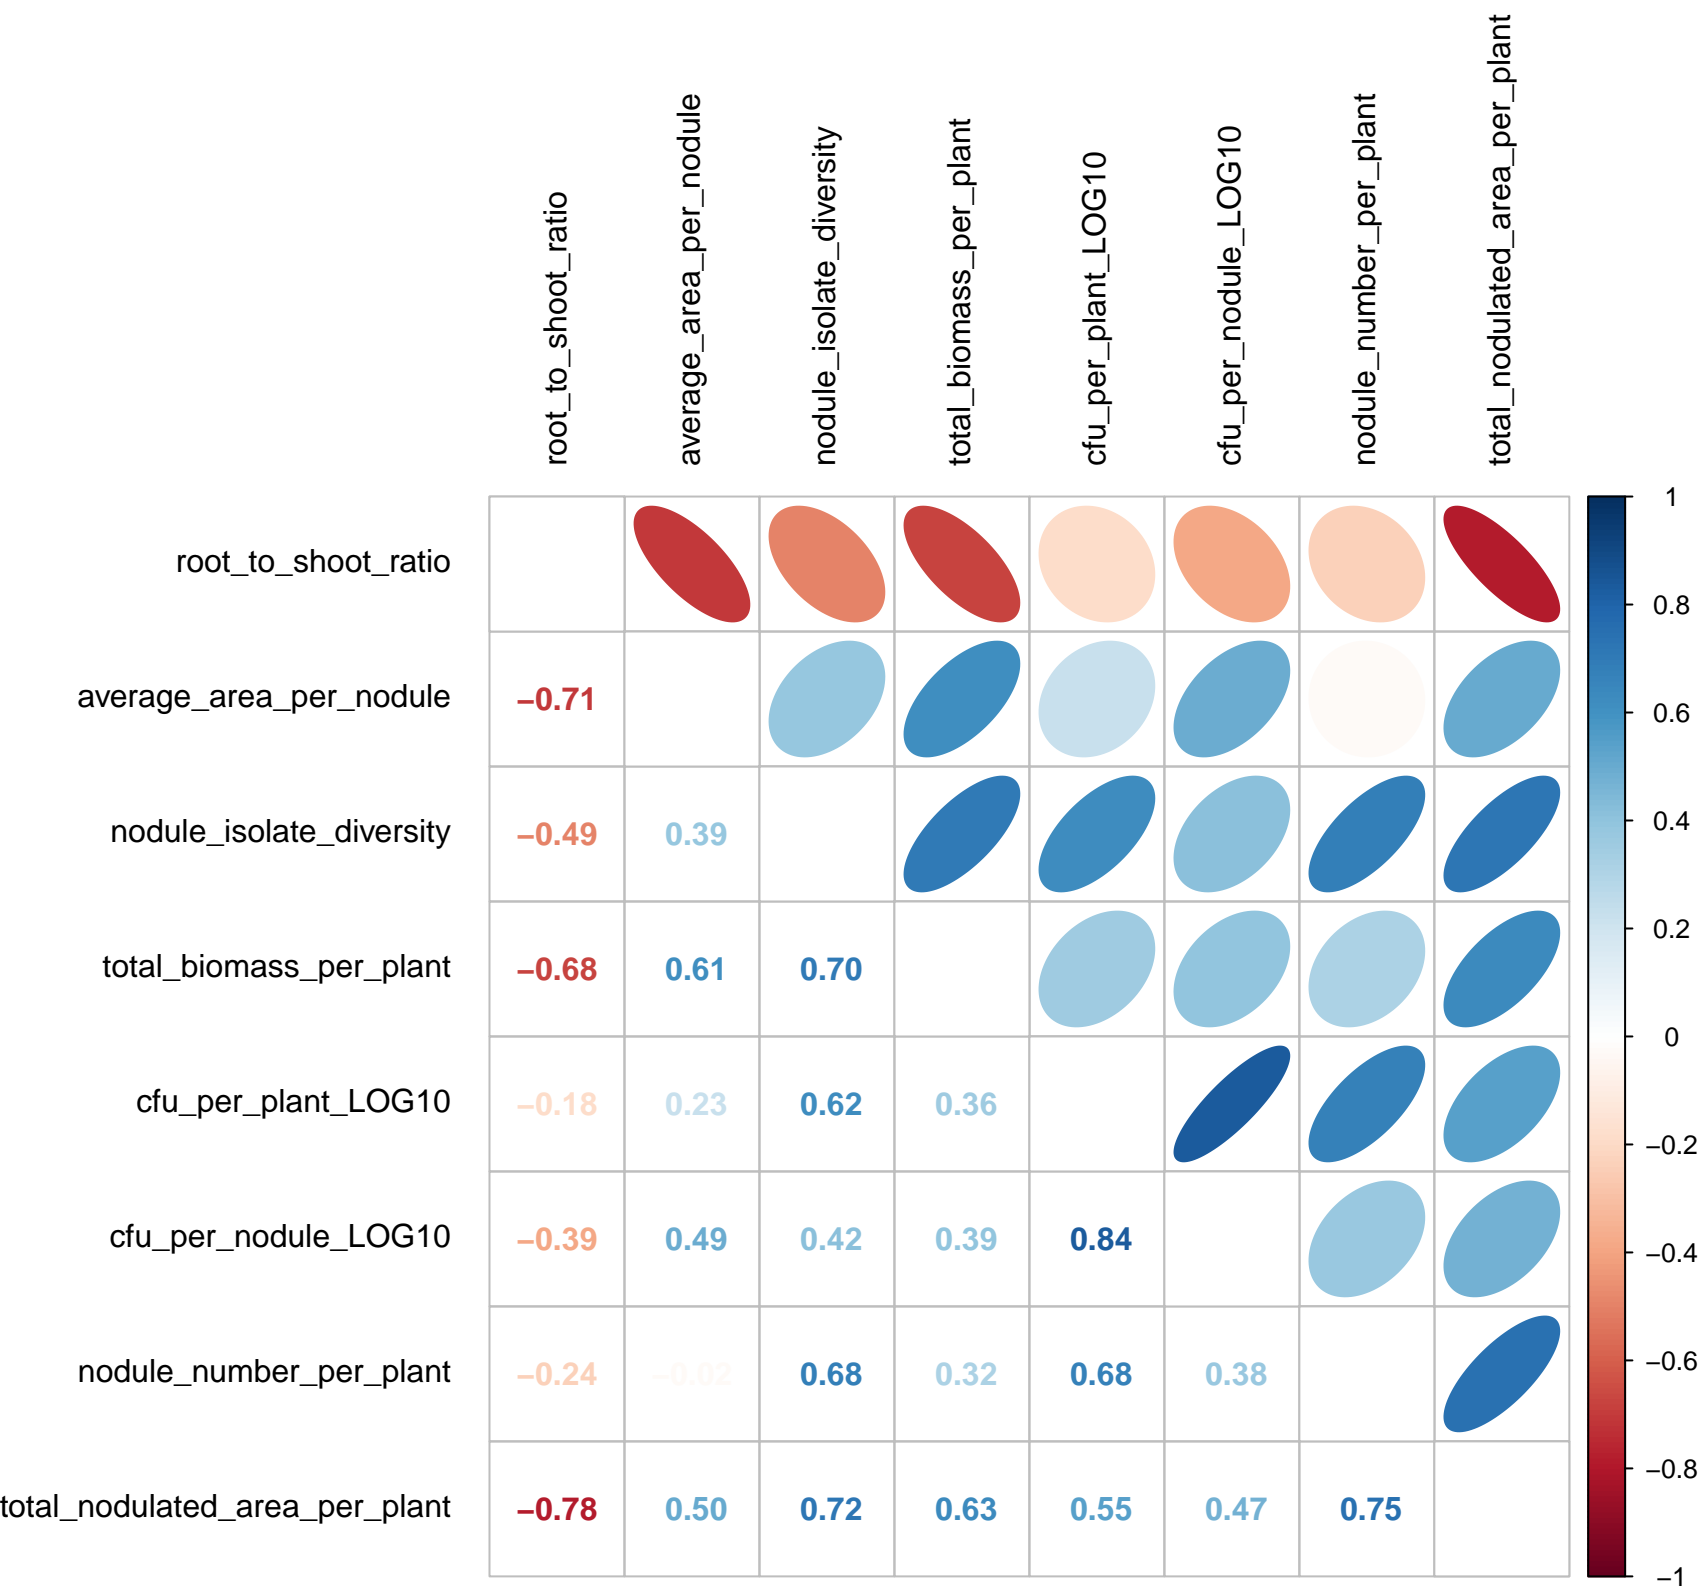 root_to_shoot_ratio
average_area_per_nodule
nodule_isolate_diversity
total_biomass_per_plant
cfu_per_plant_LOG10
cfu_per_nodule_LOG10
nodule_number_per_plant
total_nodulated_area_per_plant
root_to_shoot_ratio
average_area_per_nodule −0.71
nodule_isolate_diversity −0.49 0.39
total_biomass_per_plant −0.68 0.61 0.70
cfu_per_plant_LOG10 −0.18 0.23 0.62 0.36
cfu_per_nodule_LOG10 −0.39 0.49 0.42 0.39 0.84
nodule_number_per_plant −0.24 −0.02 0.68 0.32 0.68 0.38
total_nodulated_area_per_plant −0.78 0.50 0.72 0.63 0.55 0.47 0.75
1
0.8
0.6
0.4
0.2
0
−0.2
−0.4
−0.6
−0.8
−1